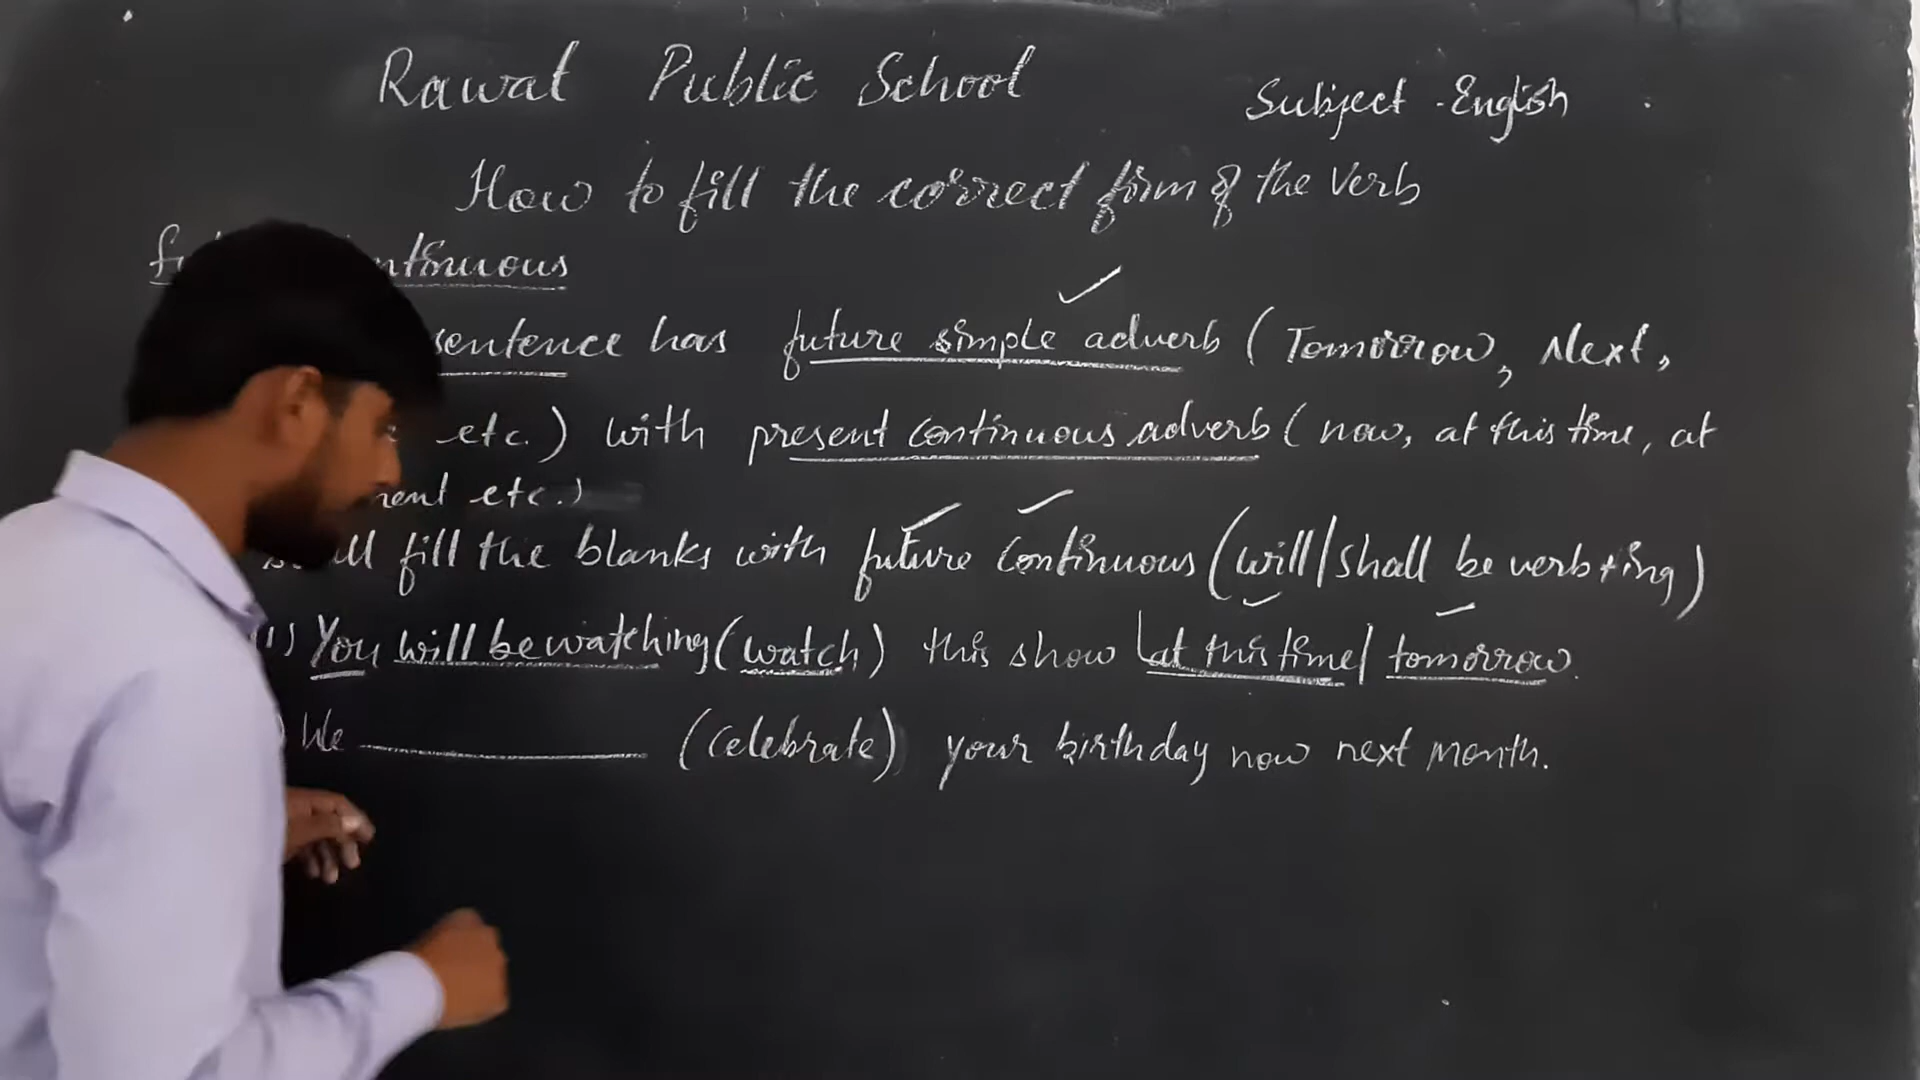 Rawat Public School
Subject - English
How to fill the correct form of the Verb
sentence has future simple adverb (Tomorrow, Next,
etc.) with present continuous adverb (now, at this time, at
etc.)
fill the blanks with future continuous (will/shall be verb + ing)
(1) You will be watching (watch) this show at this time/ tomorrow.
) We ____________ (celebrate) your birthday now next month.